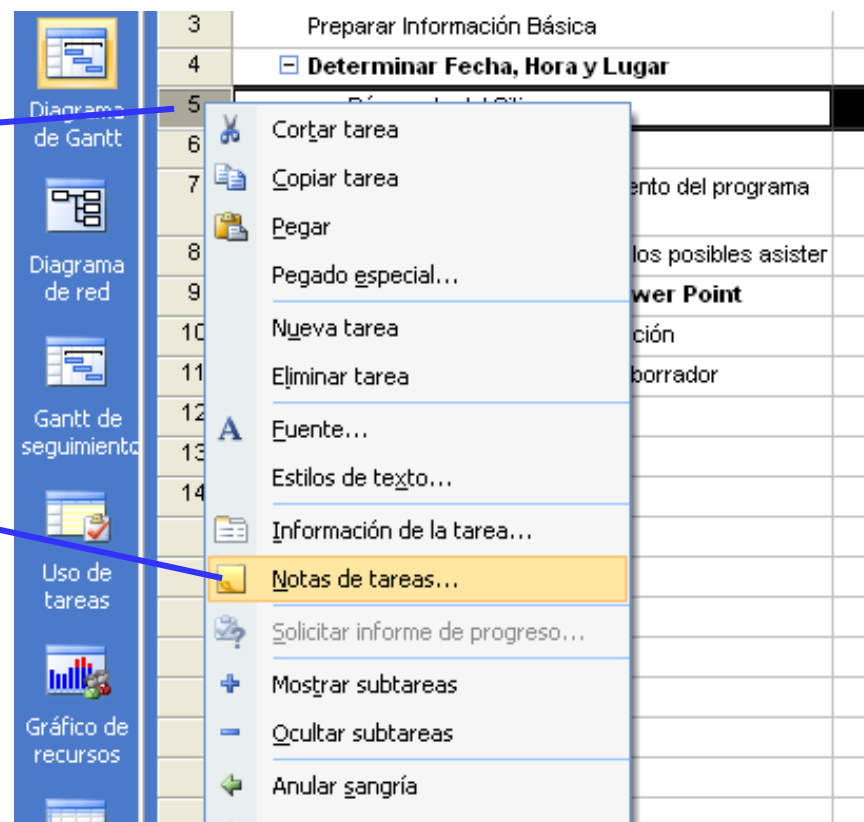 Diagrama
de Gantt
Diagrama
de red
Gantt de
seguimiento
Uso de
tareas
Gráfico de
recursos
3 Preparar Información Básica
4 Determinar Fecha, Hora y Lugar
5
6
7 ento del programa
8 los posibles asister
9 wer Point
10 ción
11 borrador
12
13
14
Cortar tarea
Copiar tarea
Pegar
Pegado especial...
Nueva tarea
Eliminar tarea
Fuente...
Estilos de texto...
Información de la tarea...
Notas de tareas...
Solicitar informe de progreso...
Mostrar subtareas
Ocultar subtareas
Anular sangría